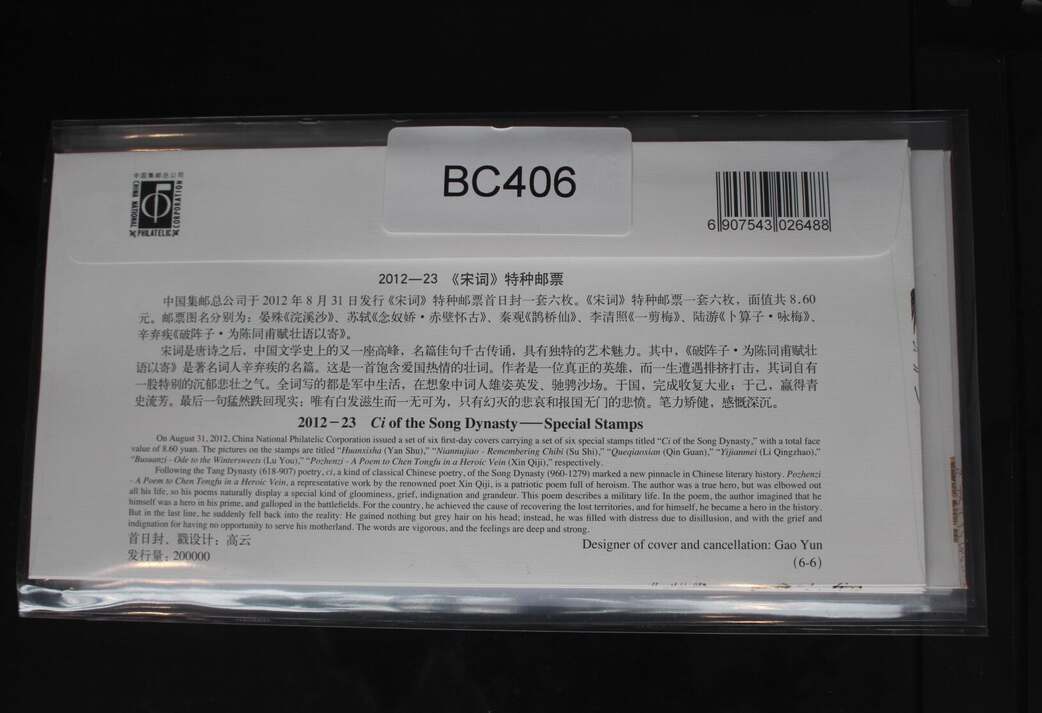 BC406
中国集邮总公司
CHINA NATIONAL PHILATELIC CORPORATION
6 907543 026488
2012—23 《宋词》特种邮票
中国集邮总公司于 2012 年 8 月 31 日发行《宋词》特种邮票首日封一套六枚。《宋词》特种邮票一套六枚，面值共 8.60
元。邮票图名分别为：晏殊《浣溪沙》、苏轼《念奴娇·赤壁怀古》、秦观《鹊桥仙》、李清照《一剪梅》、陆游《卜算子·咏梅》、
辛弃疾《破阵子·为陈同甫赋壮语以寄》。
宋词是唐诗之后，中国文学史上的又一座高峰，名篇佳句千古传诵，具有独特的艺术魅力。其中，《破阵子·为陈同甫赋壮
语以寄》是著名词人辛弃疾的名篇。这是一首饱含爱国热情的壮词。作者是一位真正的英雄，而一生遭遇排挤打击，其词自有
一股特别的沉郁悲壮之气。全词写的都是军中生活，在想象中词人雄姿英发、驰骋沙场。于国，完成收复大业；于己，赢得青
史流芳。最后一句猛然跌回现实：唯有白发滋生而一无可为，只有幻灭的悲哀和报国无门的悲愤。笔力矫健，感慨深沉。
2012－23 Ci of the Song Dynasty——Special Stamps
On August 31, 2012, China National Philatelic Corporation issued a set of six first-day covers carrying a set of six special stamps titled “Ci of the Song Dynasty,” with a total face
value of 8.60 yuan. The pictures on the stamps are titled “Huanxisha (Yan Shu),” “Niannujiao - Remembering Chibi (Su Shi),” “Queqiaoxian (Qin Guan),” “Yijianmei (Li Qingzhao),”
“Busuanzi - Ode to the Wintersweets (Lu You),” “Pozhenzi - A Poem to Chen Tongfu in a Heroic Vein (Xin Qiji),” respectively.
Following the Tang Dynasty (618-907) poetry, ci, a kind of classical Chinese poetry, of the Song Dynasty (960-1279) marked a new pinnacle in Chinese literary history. Pozhenzi
- A Poem to Chen Tongfu in a Heroic Vein, a representative work by the renowned poet Xin Qiji, is a patriotic poem full of heroism. The author was a true hero, but was elbowed out
all his life, so his poems naturally display a special kind of gloominess, grief, indignation and grandeur. This poem describes a military life. In the poem, the author imagined that he
himself was a hero in his prime, and galloped in the battlefields. For the country, he achieved the cause of recovering the lost territories, and for himself, he became a hero in the history.
But in the last line, he suddenly fell back into the reality: He gained nothing but grey hair on his head; instead, he was filled with distress due to disillusion, and with the grief and
indignation for having no opportunity to serve his motherland. The words are vigorous, and the feelings are deep and strong.
首日封、戳设计：高云
发行量：200000
Designer of cover and cancellation: Gao Yun
(6-6)